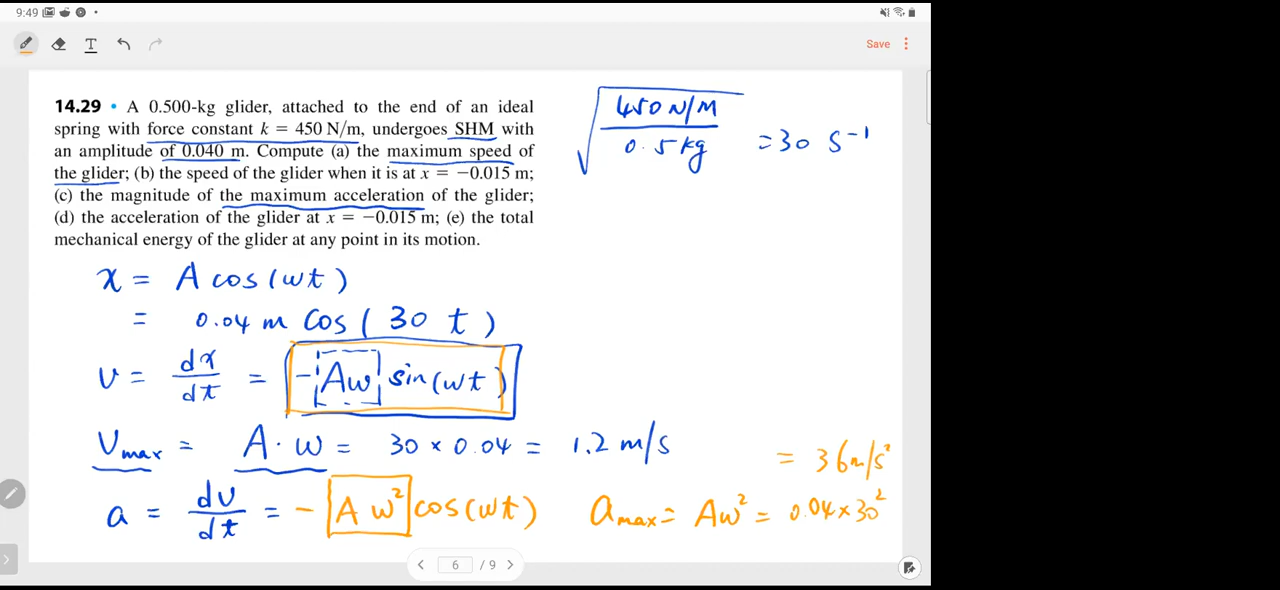 9:49
T
Save
14.29 • A 0.500-kg glider, attached to the end of an ideal
spring with force constant k = 450 N/m, undergoes SHM with
an amplitude of 0.040 m. Compute (a) the maximum speed of
the glider; (b) the speed of the glider when it is at x = −0.015 m;
(c) the magnitude of the maximum acceleration of the glider;
(d) the acceleration of the glider at x = −0.015 m; (e) the total
mechanical energy of the glider at any point in its motion.
√(450 N/M / 0.5 kg) = 30 s⁻¹
x = A cos(ωt)
= 0.04 m cos( 30 t )
v = dx/dt = -Aω sin(ωt)
Vmax = A · ω = 30 × 0.04 = 1.2 m/s
= 36 m/s²
a = dv/dt = - A ω² cos(ωt) amax = Aω² = 0.04 × 30²
< 6 / 9 >